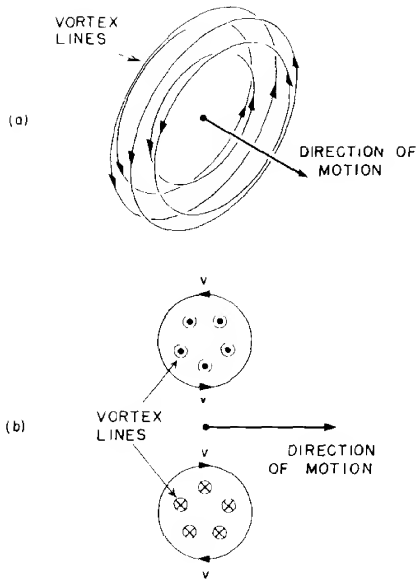 VORTEX
LINES
(a)
DIRECTION OF
MOTION
v
v
VORTEX
LINES
(b)
DIRECTION
OF MOTION
v
v